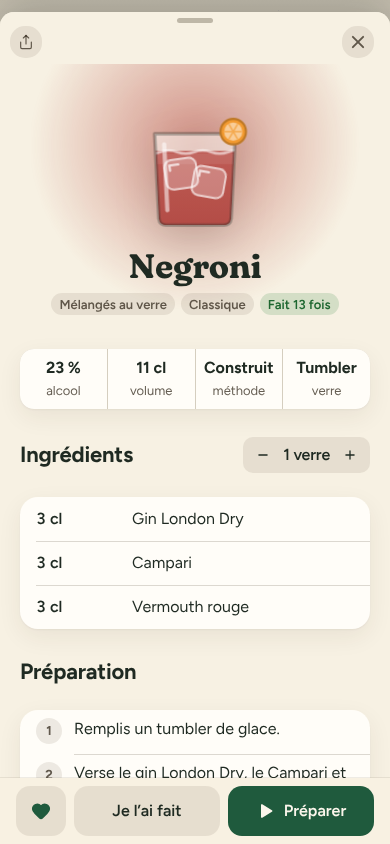 Negroni
Mélangés au verre Classique Fait 13 fois
23 % 11 cl Construit Tumbler
alcool volume méthode verre
Ingrédients − 1 verre +
3 cl Gin London Dry
3 cl Campari
3 cl Vermouth rouge
Préparation
1 Remplis un tumbler de glace.
2 Verse le gin London Dry, le Campari et
Je l’ai fait Préparer